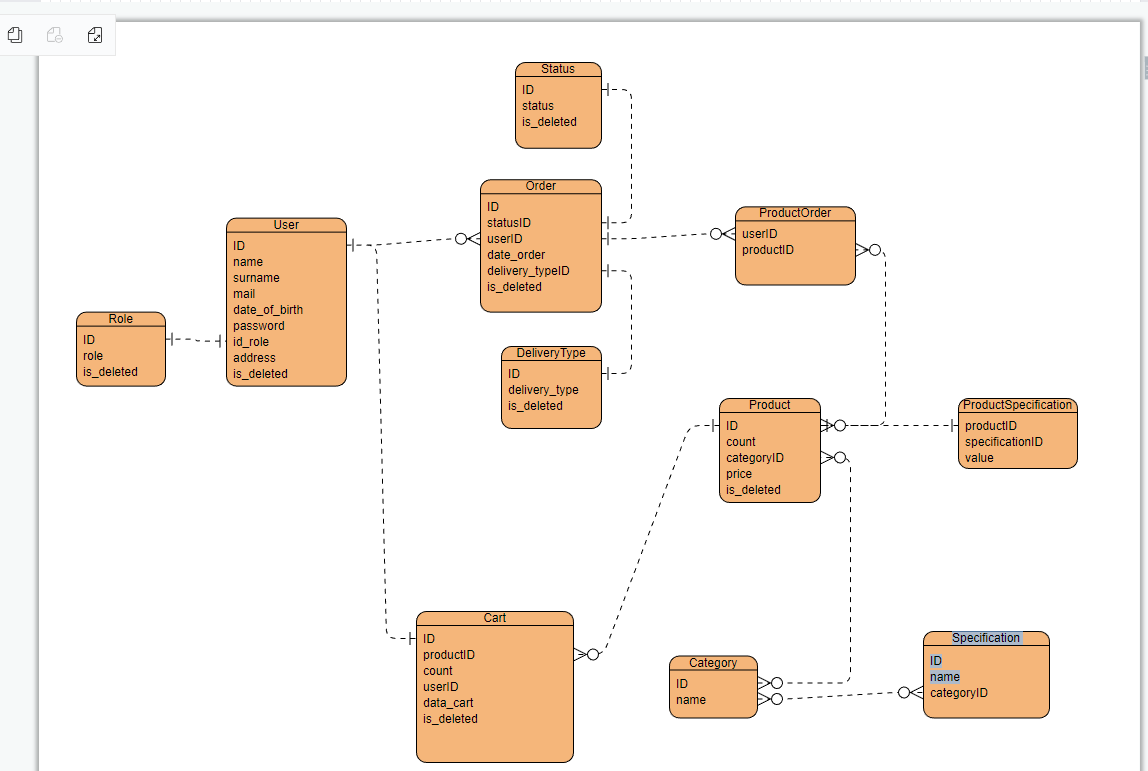 Status
ID
status
is_deleted
Order
ID
statusID
userID
date_order
delivery_typeID
is_deleted
ProductOrder
userID
productID
User
ID
name
surname
mail
date_of_birth
password
id_role
address
is_deleted
Role
ID
role
is_deleted
DeliveryType
ID
delivery_type
is_deleted
Product
ID
count
categoryID
price
is_deleted
ProductSpecification
productID
specificationID
value
Cart
ID
productID
count
userID
data_cart
is_deleted
Category
ID
name
Specification
ID
name
categoryID